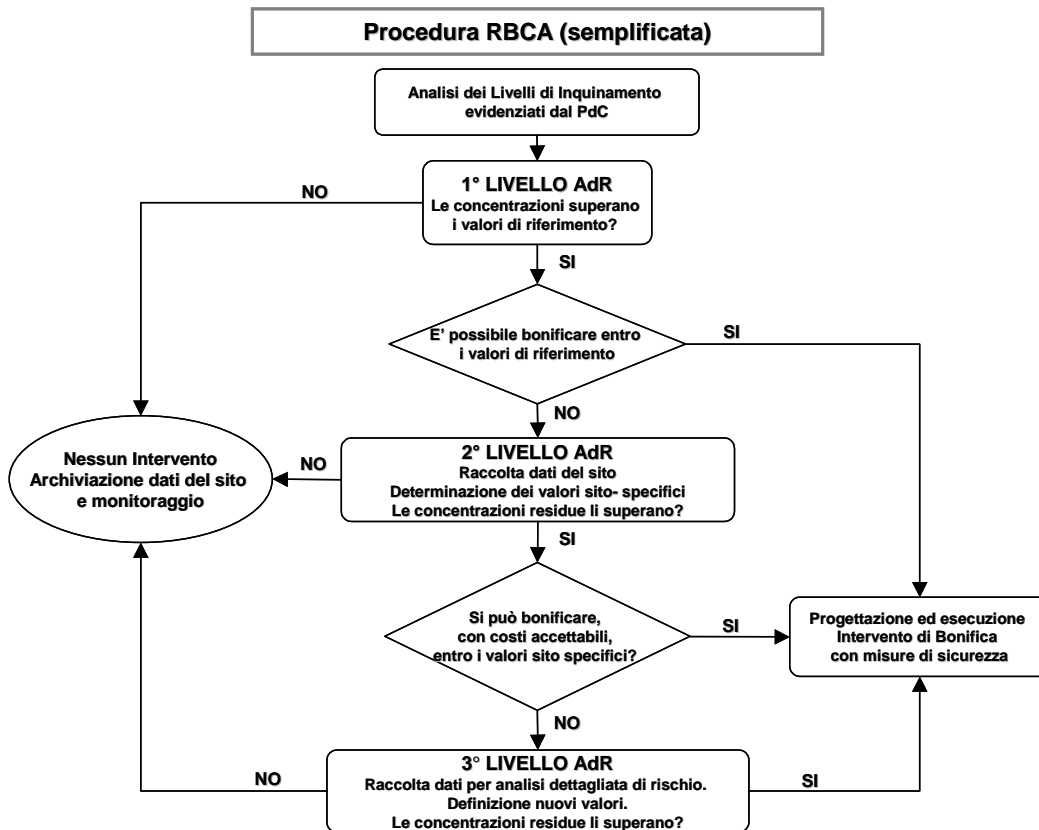 Procedura RBCA (semplificata)
Analisi dei Livelli di Inquinamento
evidenziati dal PdC
1° LIVELLO AdR
Le concentrazioni superano
i valori di riferimento?
NO
SI
E' possibile bonificare entro
i valori di riferimento
SI
NO
2° LIVELLO AdR
Raccolta dati del sito
Determinazione dei valori sito- specifici
Le concentrazioni residue li superano?
NO
Nessun Intervento
Archiviazione dati del sito
e monitoraggio
SI
Si può bonificare,
con costi accettabili,
entro i valori sito specifici?
SI
Progettazione ed esecuzione
Intervento di Bonifica
con misure di sicurezza
NO
3° LIVELLO AdR
Raccolta dati per analisi dettagliata di rischio.
Definizione nuovi valori.
Le concentrazioni residue li superano?
NO
SI